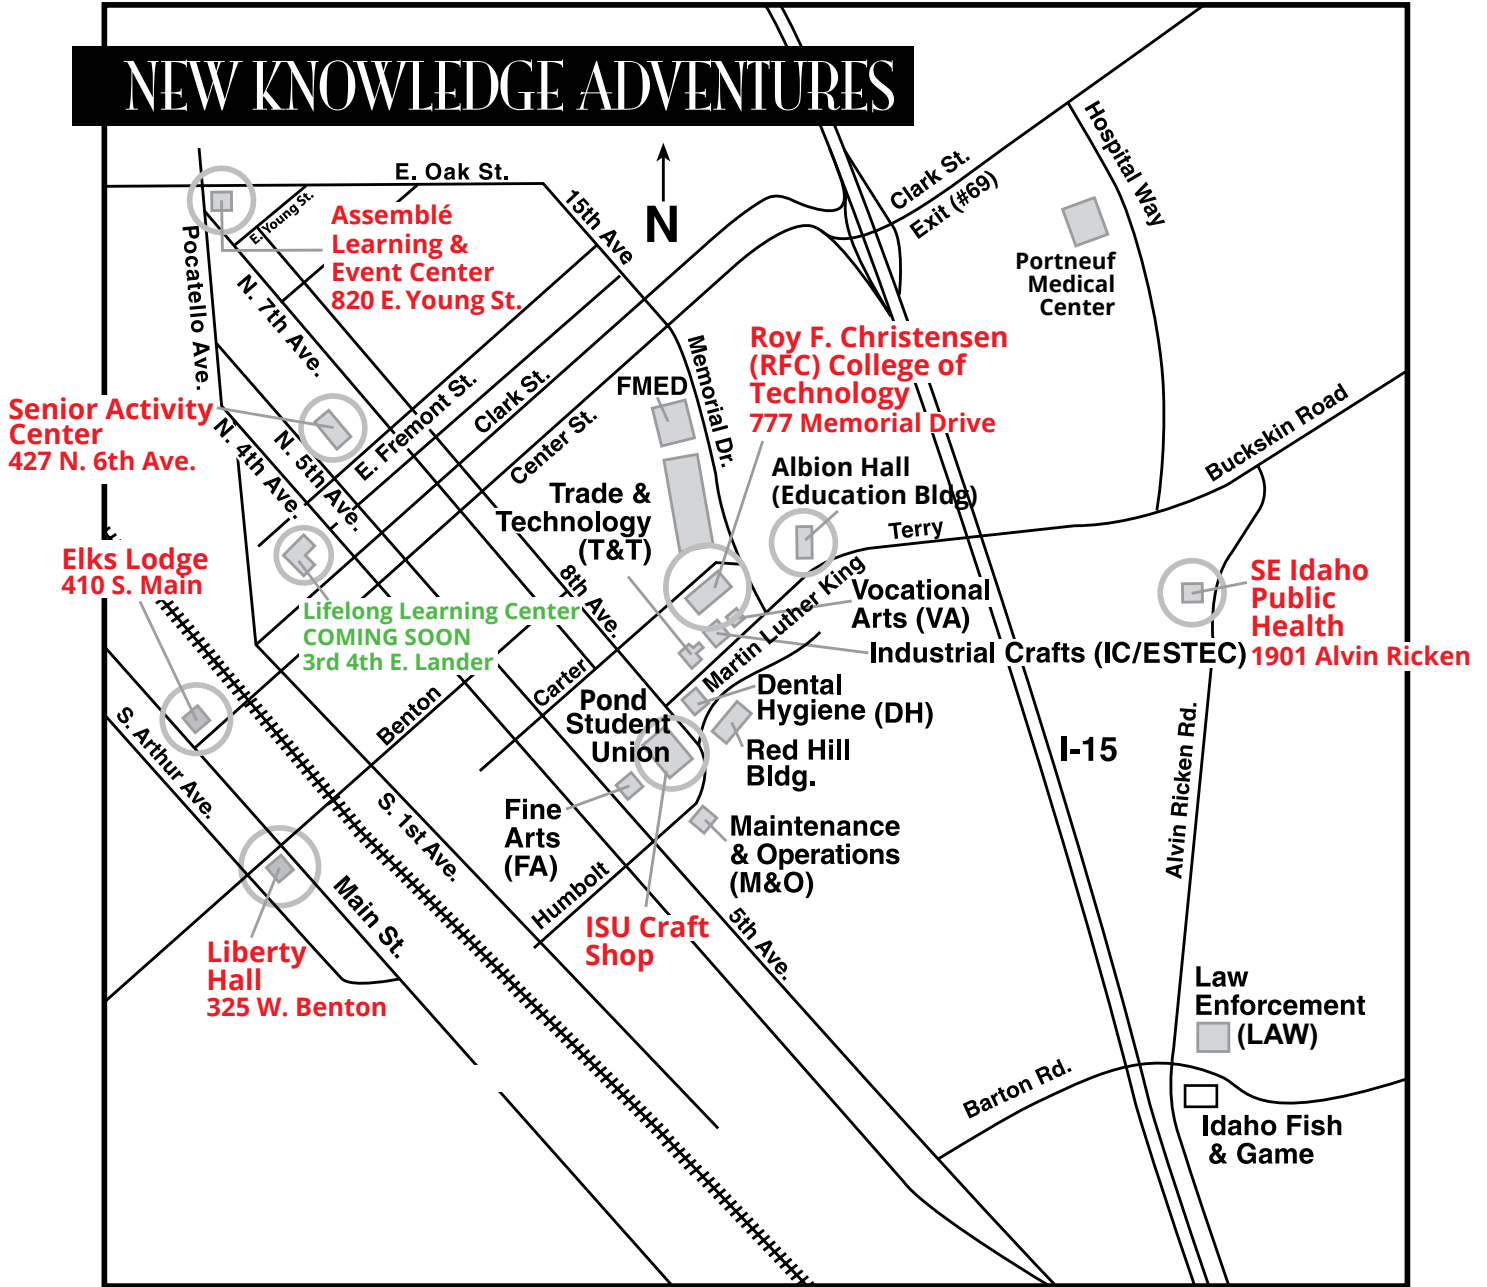 NEW KNOWLEDGE ADVENTURES
E. Oak St.
E. Young St.
Assemblé
Learning &
Event Center
820 E. Young St.
15th Ave
N
Clark St.
Exit (#69)
Hospital Way
Portneuf
Medical
Center
Pocatello Ave.
N. 7th Ave.
Senior Activity
Center
427 N. 6th Ave.
N. 4th Ave.
N. 5th Ave.
E. Fremont St.
Clark St.
Center St.
FMED
Memorial Dr.
Roy F. Christensen
(RFC) College of
Technology
777 Memorial Drive
Albion Hall
(Education Bldg)
Buckskin Road
Terry
Trade &
Technology
(T&T)
Elks Lodge
410 S. Main
Lifelong Learning Center
COMING SOON
3rd 4th E. Lander
8th Ave.
Martin Luther King
Vocational
Arts (VA)
Industrial Crafts (IC/ESTEC)
SE Idaho
Public
Health
1901 Alvin Ricken
Carter
Benton
Pond
Student
Union
Dental
Hygiene (DH)
Red Hill
Bldg.
I-15
Alvin Ricken Rd.
S. Arthur Ave.
S. 1st Ave.
Fine
Arts
(FA)
Maintenance
& Operations
(M&O)
Humbolt
Main St.
ISU Craft
Shop
5th Ave.
Liberty
Hall
325 W. Benton
Law
Enforcement
(LAW)
Barton Rd.
Idaho Fish
& Game